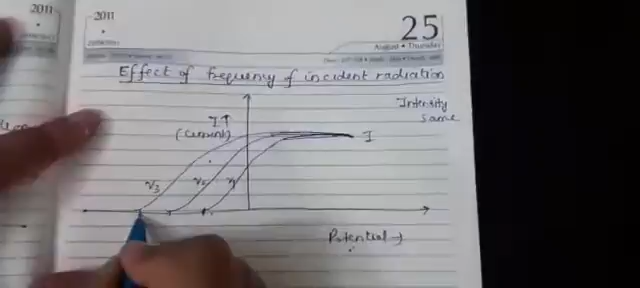 2011
2011
25
August • Thursday
Effect of frequency of incident radiation
Intensity
same
I↑
(Current)
I
ν3
ν2
ν1
Potential →